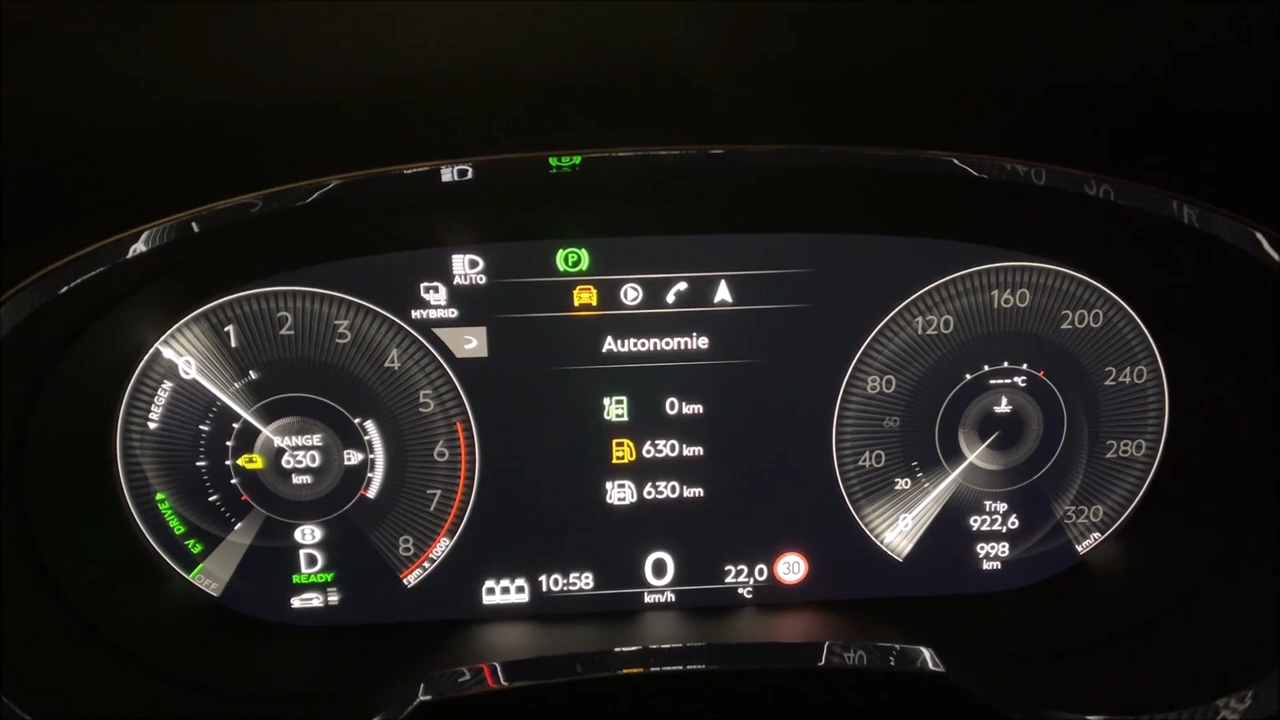 AUTO
HYBRID
P
Autonomie
0 km
630 km
630 km
10:58
0
km/h
22,0
°C
30
0
1
2
3
4
5
6
7
8
rpm x 1000
REGEN
EV DRIVE
OFF
RANGE
630
km
B
D
READY
0
20
40
60
80
120
160
200
240
280
320
km/h
---°C
Trip
922,6
998
km